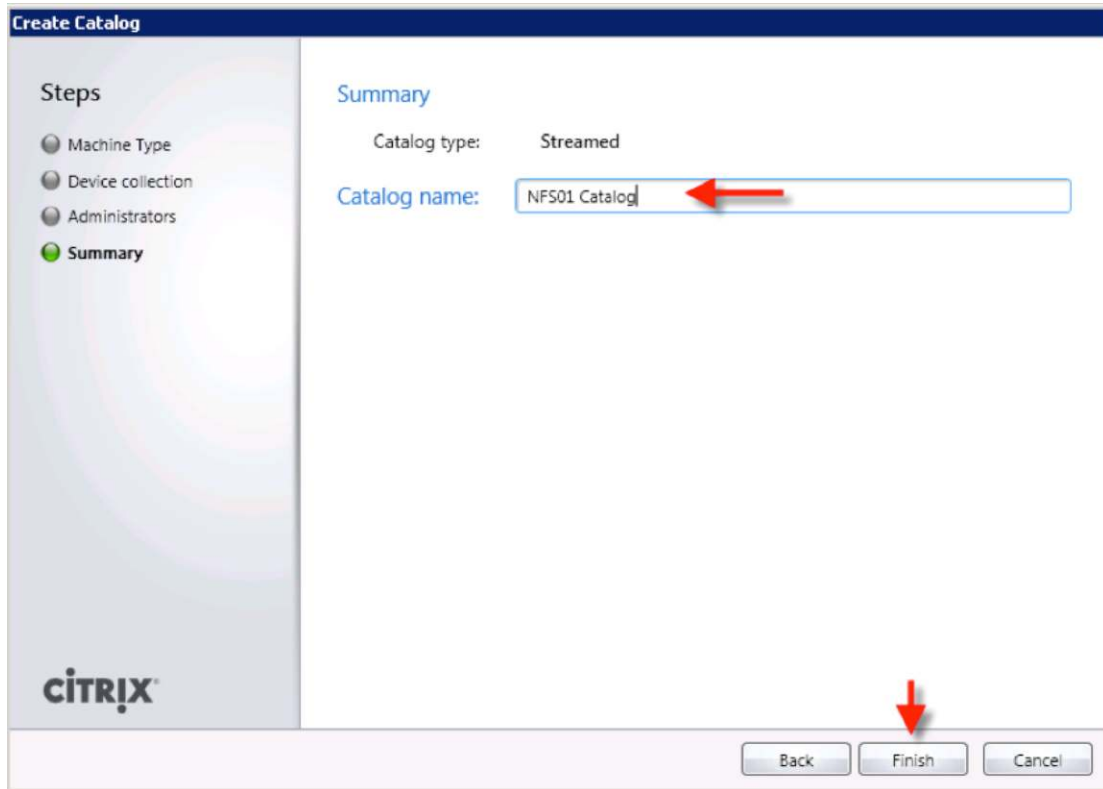 Create Catalog
Steps
Machine Type
Device collection
Administrators
Summary
CITRIX
Summary
Catalog type: Streamed
Catalog name: NFS01 Catalog
Back Finish Cancel